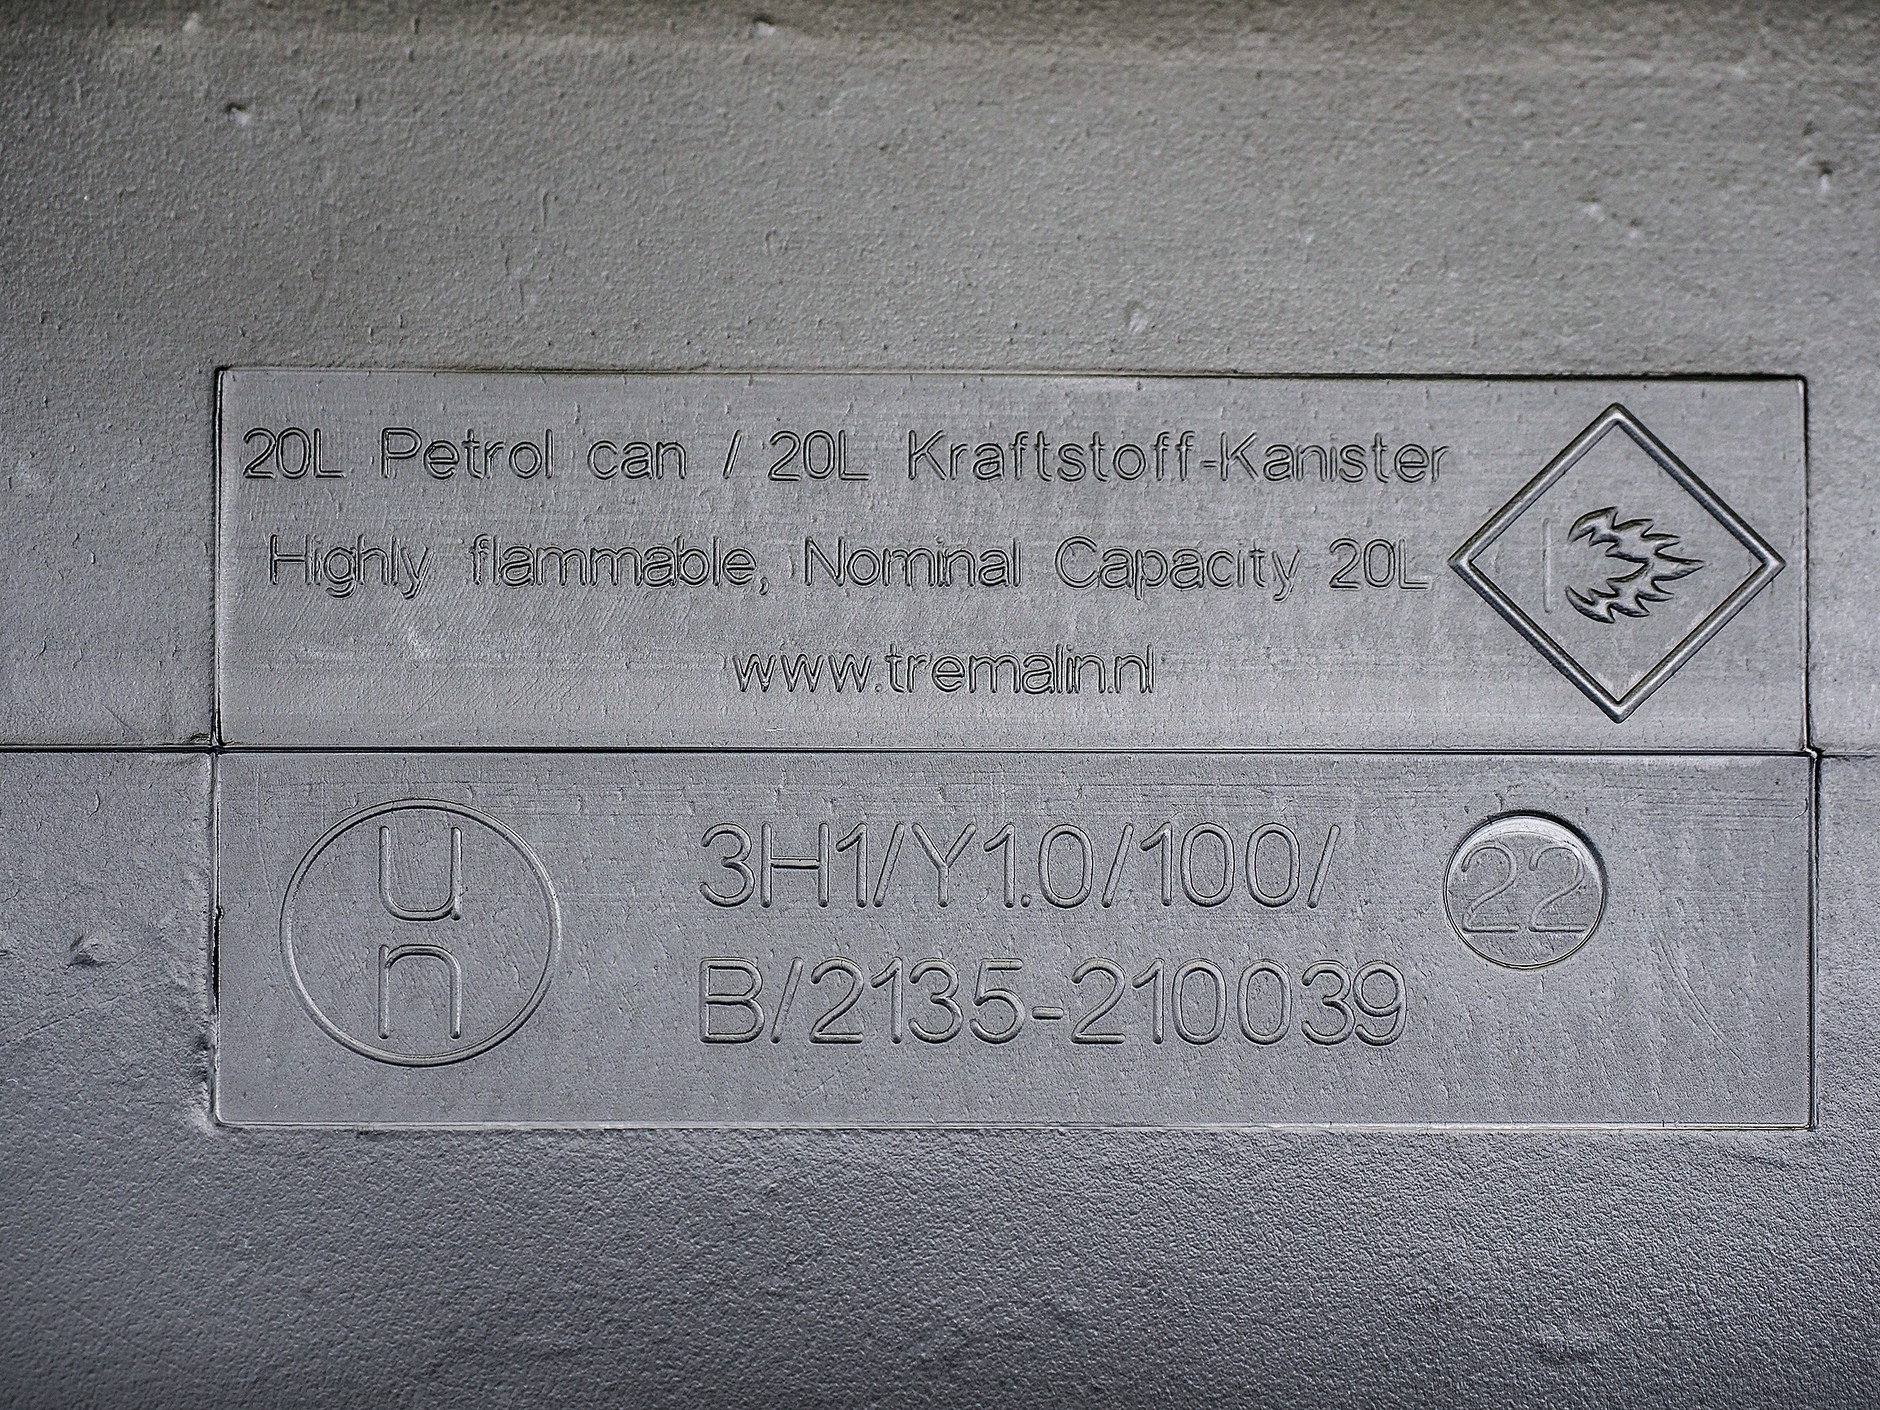 20L Petrol can / 20L Kraftstoff-Kanister
Highly flammable, Nominal Capacity 20L
www.tremalin.nl
u
n
3H1/Y1.0/100/
22
B/2135-210039